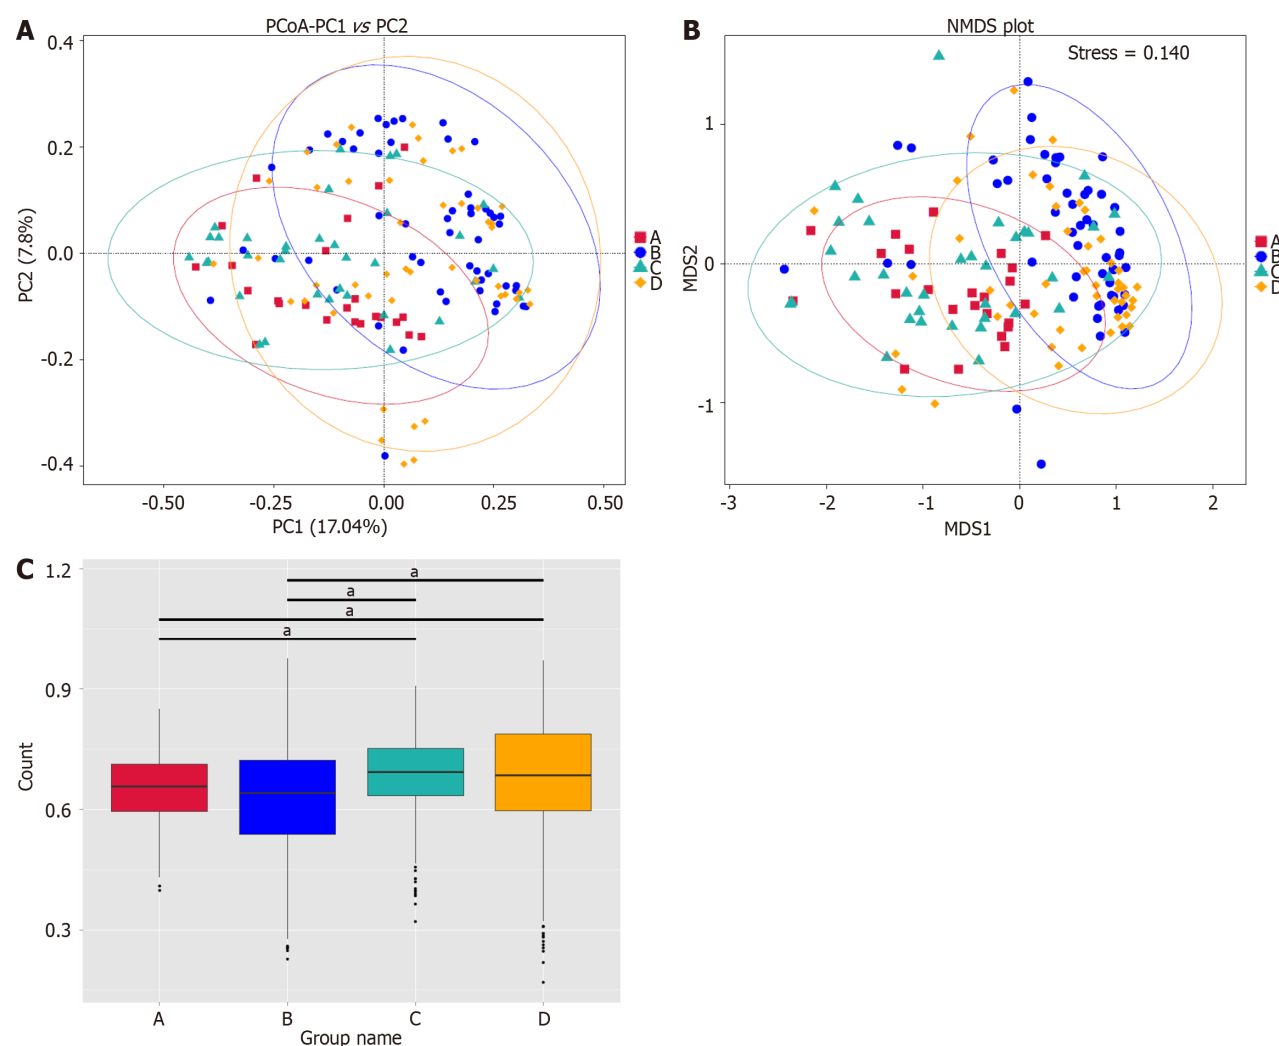 A
PCoA-PC1 vs PC2
0.4
0.2
0.0
-0.2
-0.4
PC2 (7.8%)
-0.50
-0.25
0.00
0.25
0.50
PC1 (17.04%)
A
B
C
D
B
NMDS plot
Stress = 0.140
1
0
-1
MDS2
-3
-2
-1
0
1
2
MDS1
A
B
C
D
C
1.2
0.9
0.6
0.3
Count
a
a
a
a
A
B
C
D
Group name